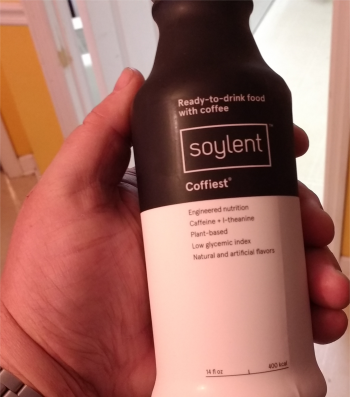 Ready-to-drink food
with coffee
soylent™
Coffiest®
Engineered nutrition
Caffeine + l-theanine
Plant-based
Low glycemic index
Natural and artificial flavors
14 fl oz
400 kcal